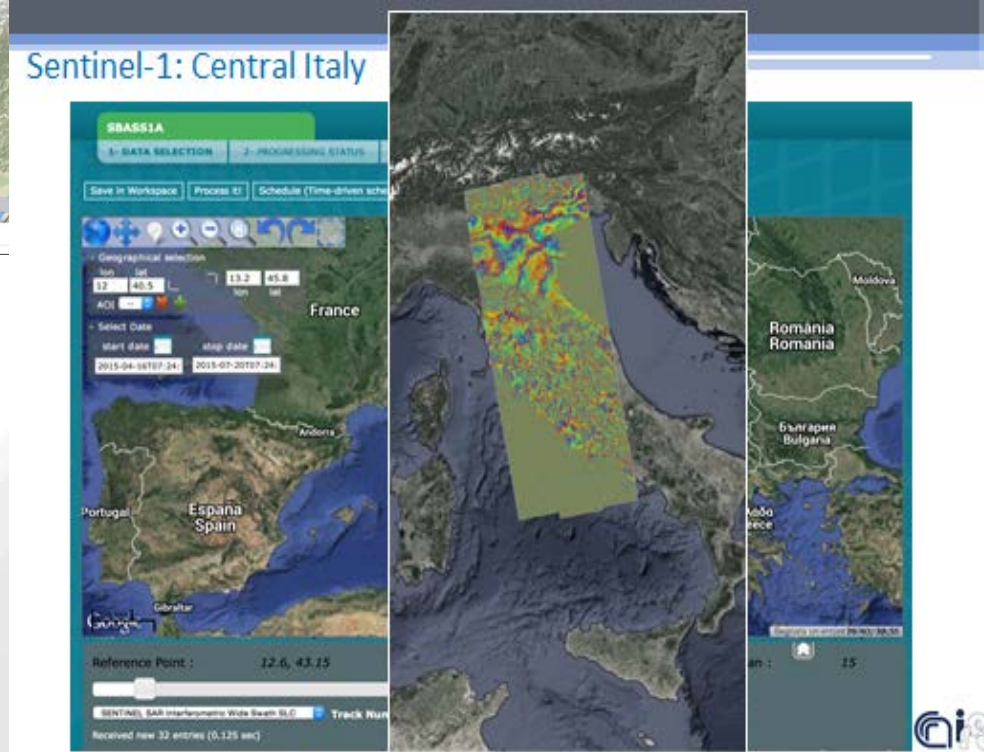 Sentinel-1: Central Italy
SBASS1A
1- DATA SELECTION
2- PROCESSING STATUS
Save in Workspace
Process it!
Schedule (Time-driven sche
Geographical selection
lon lat
12 40.5
13.2 45.8
lon lat
AOI
Select Date
start date
stop date
2015-04-16T07:24:
2015-07-20T07:24:
France
Moldova
România
Romania
Andorra
България
Bulgaria
Portugal
España
Spain
Gibraltar
Google
Reference Point :
12.6, 43.15
an :
15
SENTINEL SAR Interferometric Wide Swath SLC
Track Num
Received new 32 entries (0.125 sec)